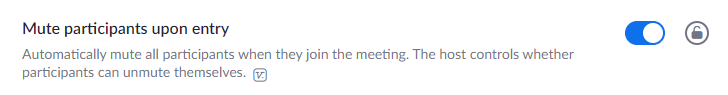 Mute participants upon entry
Automatically mute all participants when they join the meeting. The host controls whether
participants can unmute themselves.